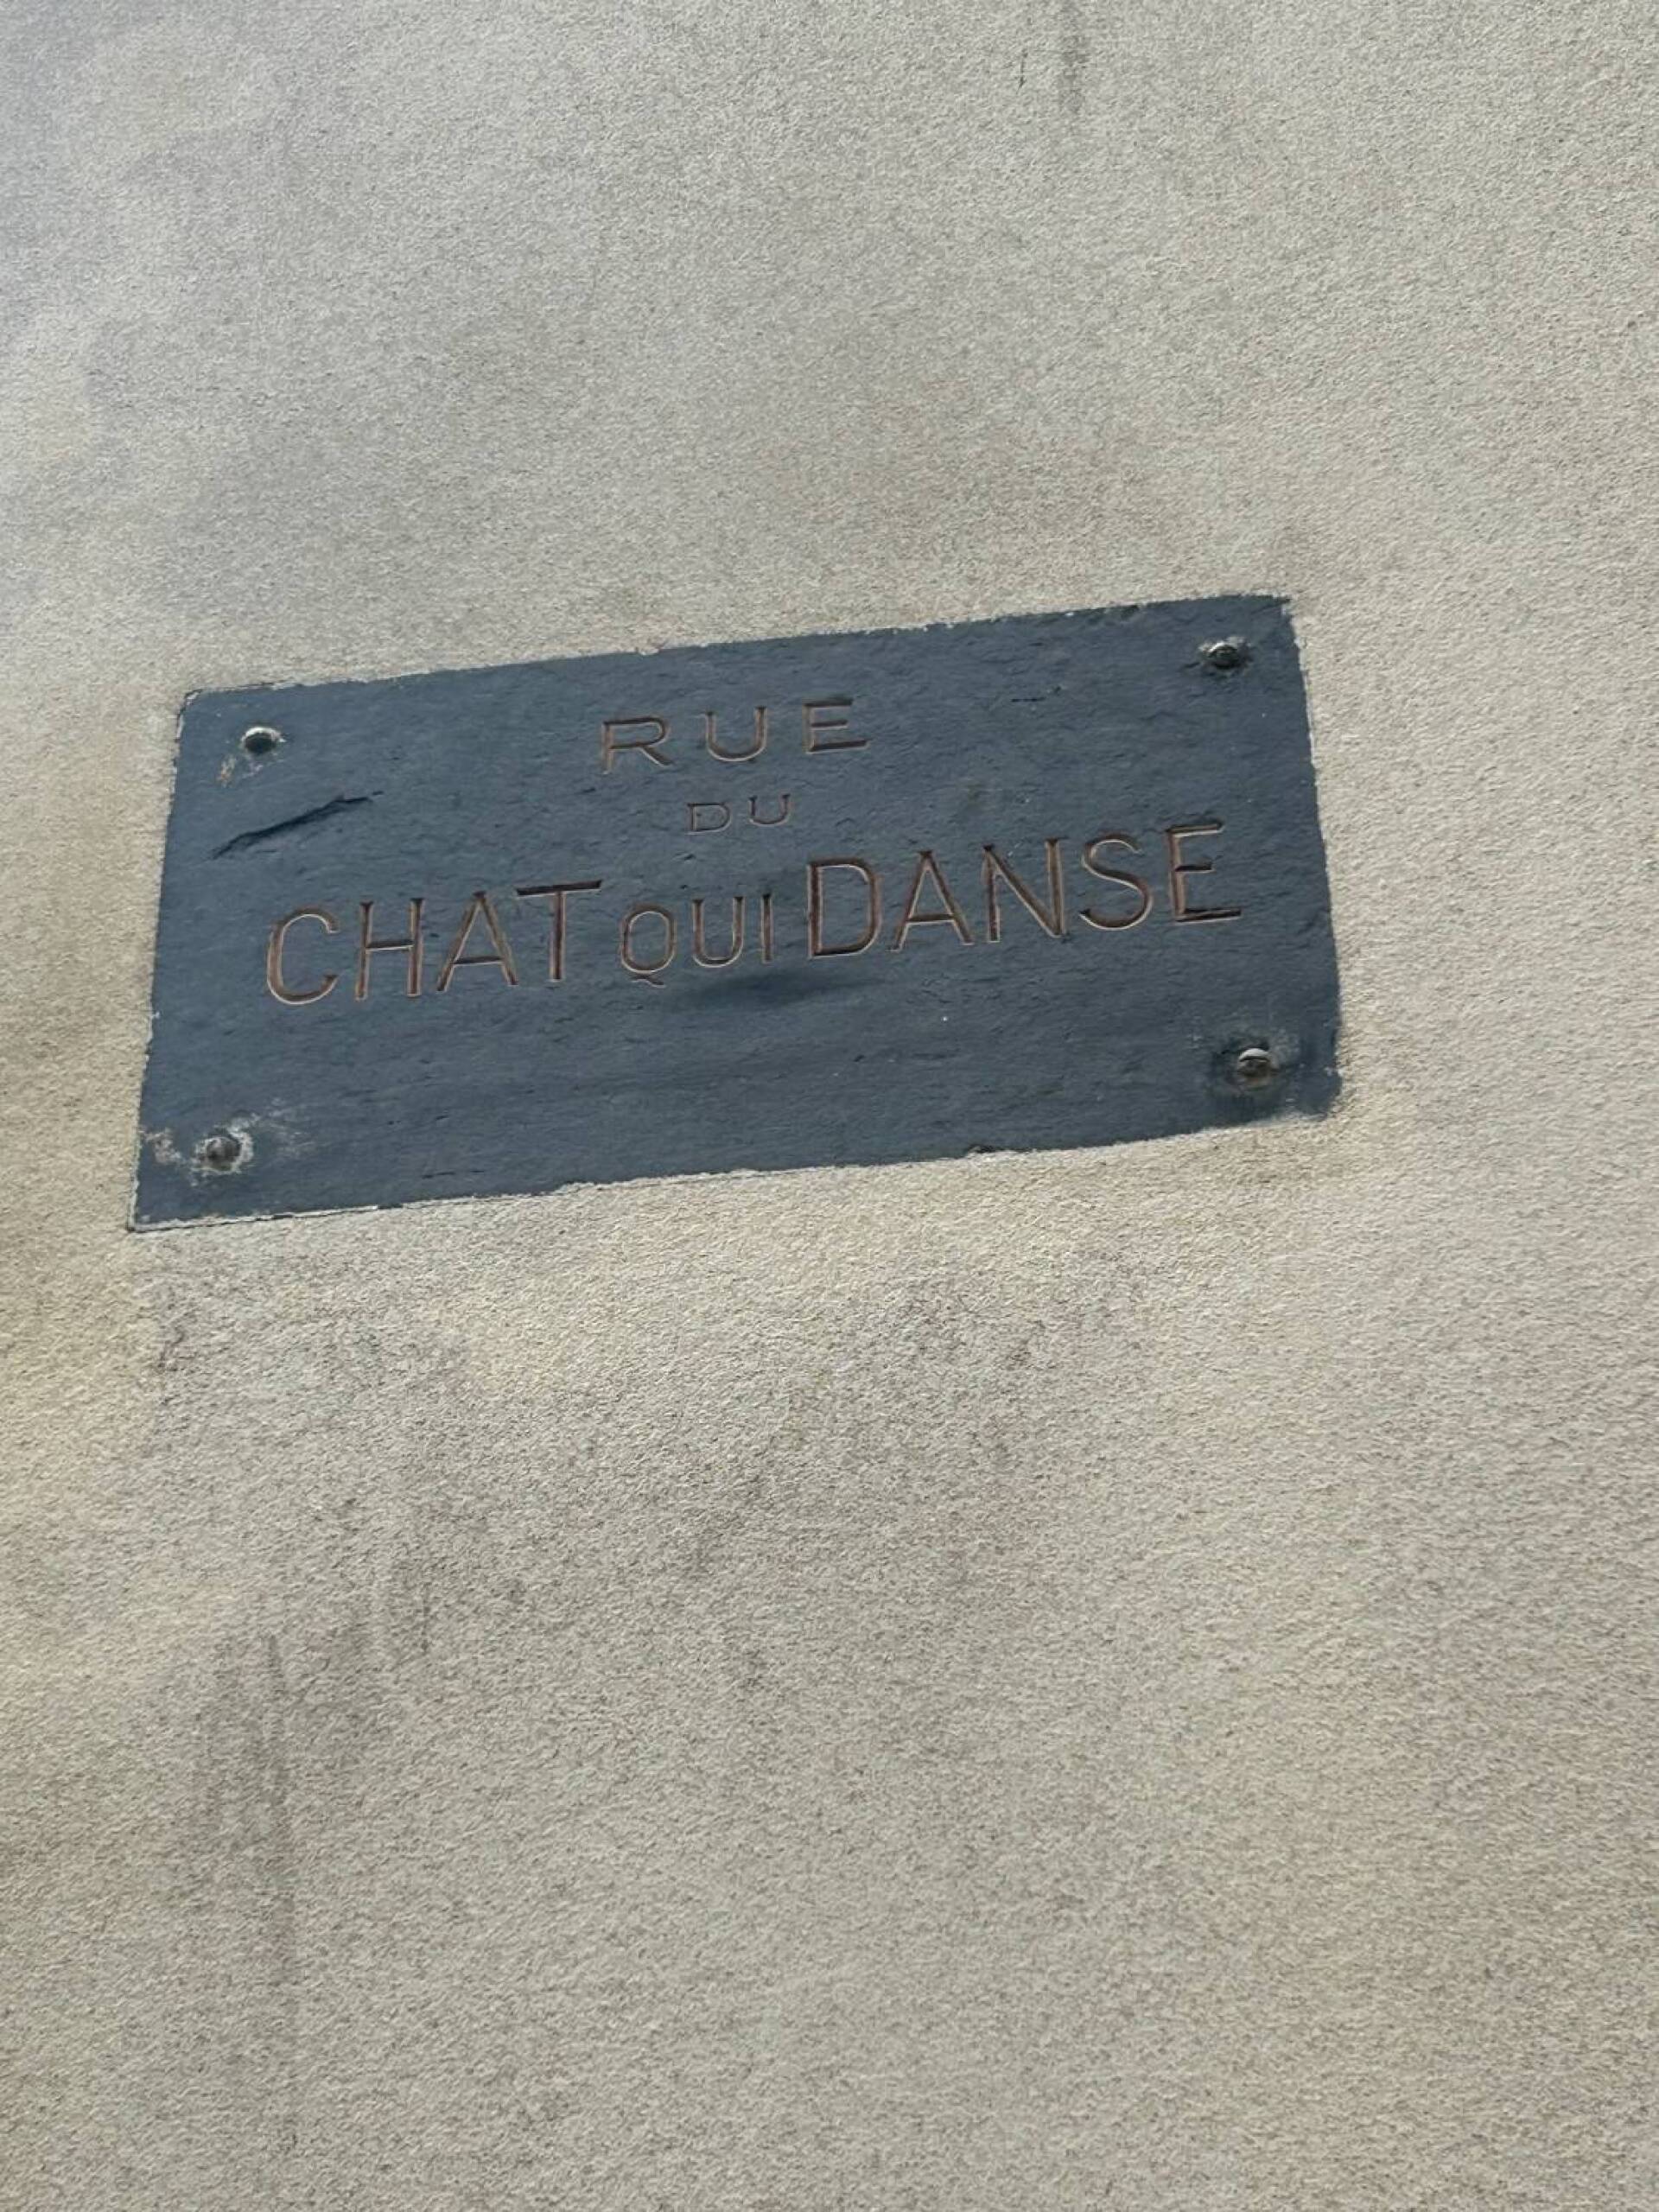 RUE
DU
CHAT QUI DANSE